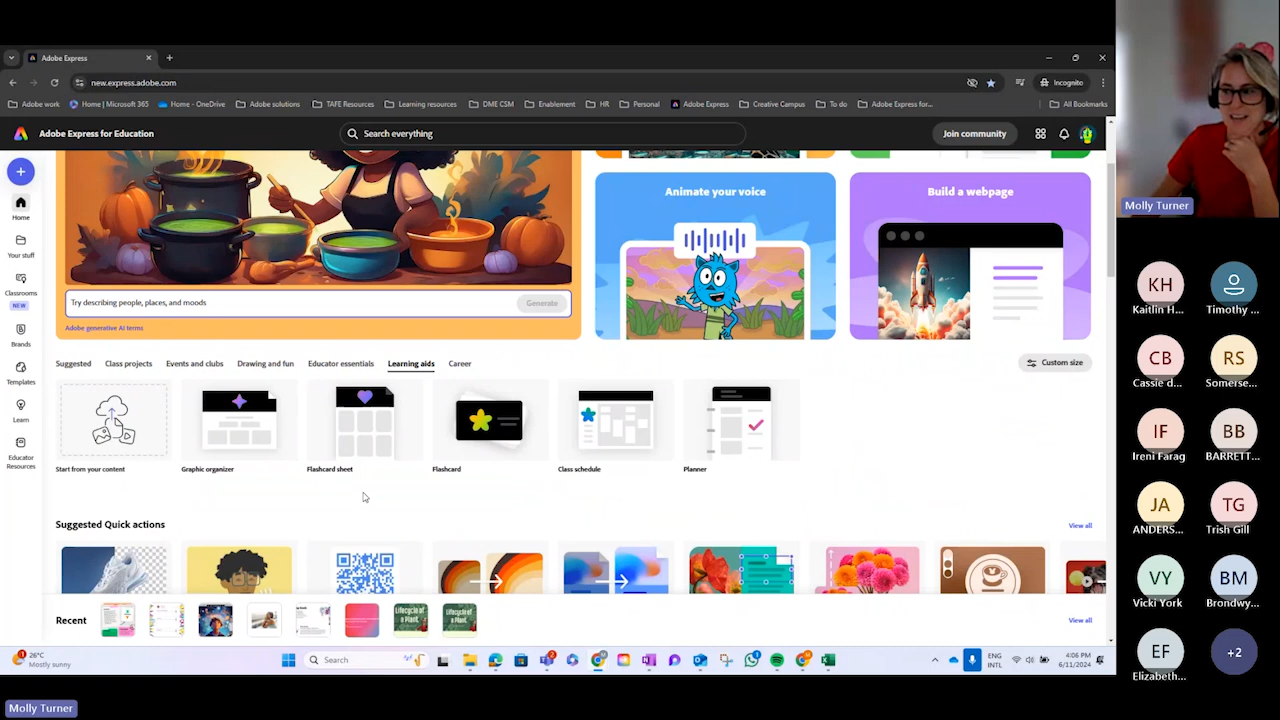 Adobe Express
new.express.adobe.com
Incognito
Adobe work
Home | Microsoft 365
Home - OneDrive
Adobe solutions
TAFE Resources
Learning resources
DME CSM
Enablement
HR
Personal
Adobe Express
Creative Campus
To do
Adobe Express for...
All Bookmarks
Adobe Express for Education
Search everything
Join community
Home
Your stuff
Classrooms
NEW
Brands
Templates
Learn
Educator
Resources
Try describing people, places, and moods
Generate
Adobe generative AI terms
Animate your voice
Build a webpage
Suggested
Class projects
Events and clubs
Drawing and fun
Educator essentials
Learning aids
Career
Custom size
Start from your content
Graphic organizer
Flashcard sheet
Flashcard
Class schedule
Planner
Suggested Quick actions
View all
Recent
Lifecycle of
a Plant
Lifecycle of
a Plant
View all
26°C
Mostly sunny
Search
ENG
INTL
4:06 PM
6/11/2024
Molly Turner
Molly Turner
KH
Kaitlin H...
Timothy ...
CB
Cassie d...
RS
Somerse...
IF
Ireni Farag
BB
BARRETT...
JA
ANDERS...
TG
Trish Gill
VY
Vicki York
BM
Brondwy...
EF
Elizabeth...
+2